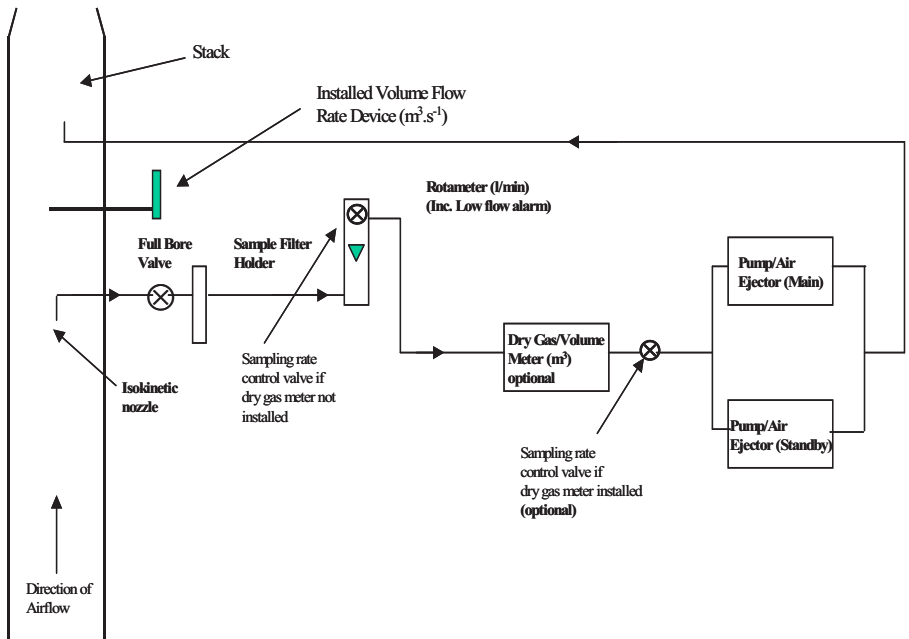 Stack
Installed Volume Flow
Rate Device (m³.s⁻¹)
Rotameter (l/min)
(Inc. Low flow alarm)
Full Bore
Valve
Sample Filter
Holder
Pump/Air
Ejector (Main)
Dry Gas/Volume
Meter (m³)
optional
Sampling rate
control valve if
dry gas meter not
installed
Isokinetic
nozzle
Pump/Air
Ejector (Standby)
Sampling rate
control valve if
dry gas meter installed
(optional)
Direction of
Airflow